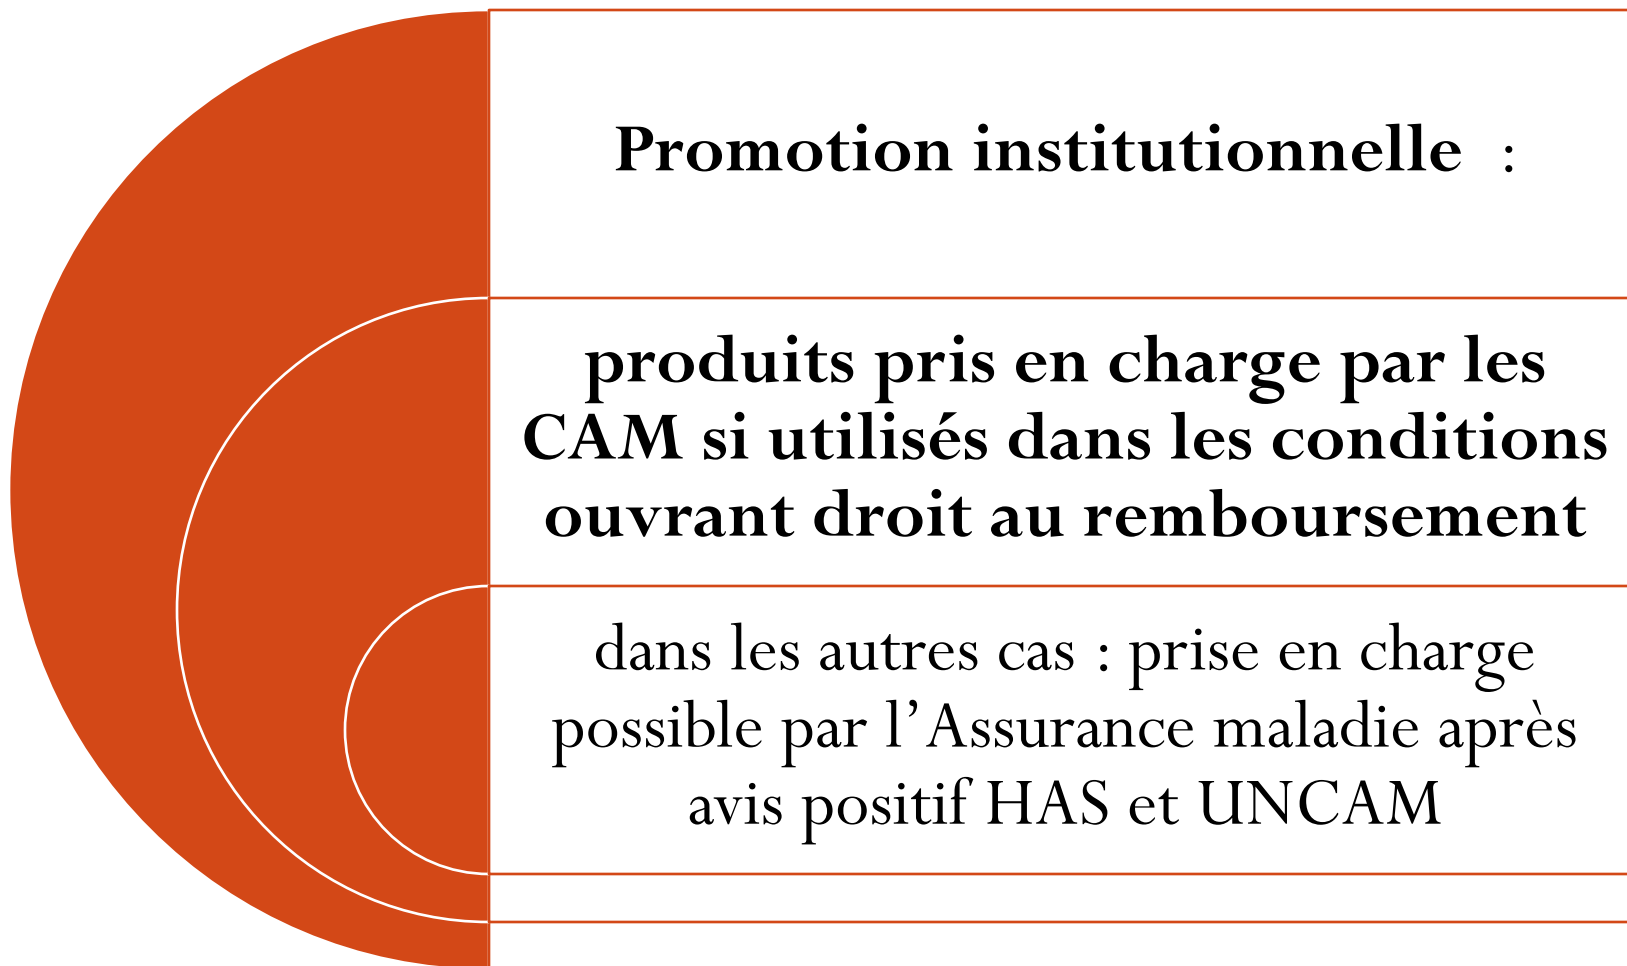 Promotion institutionnelle :
produits pris en charge par les
CAM si utilisés dans les conditions
ouvrant droit au remboursement
dans les autres cas : prise en charge
possible par l’Assurance maladie après
avis positif HAS et UNCAM